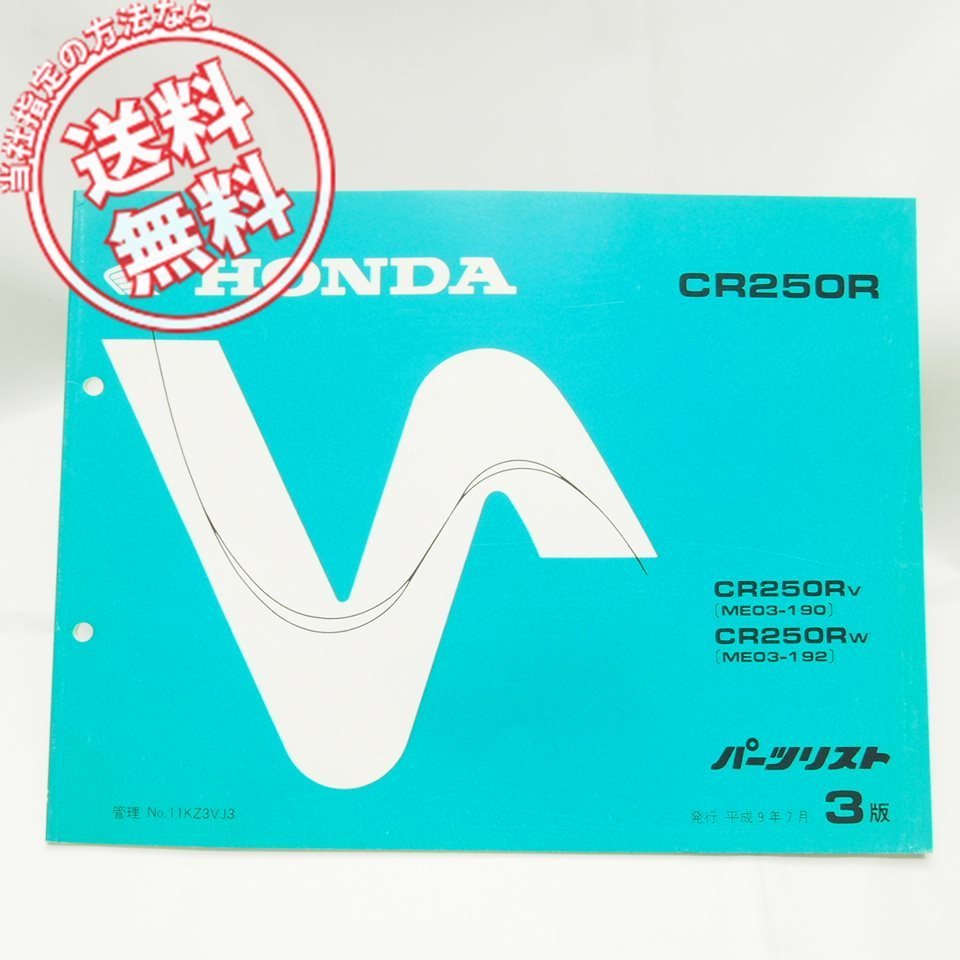 当社指定の方法なら
送料
無料
HONDA
CR250R
CR250RV
[ME03-190]
CR250RW
[ME03-192]
パーツリスト
管理 No.11KZ3VJ3
発行 平成9年7月 3版